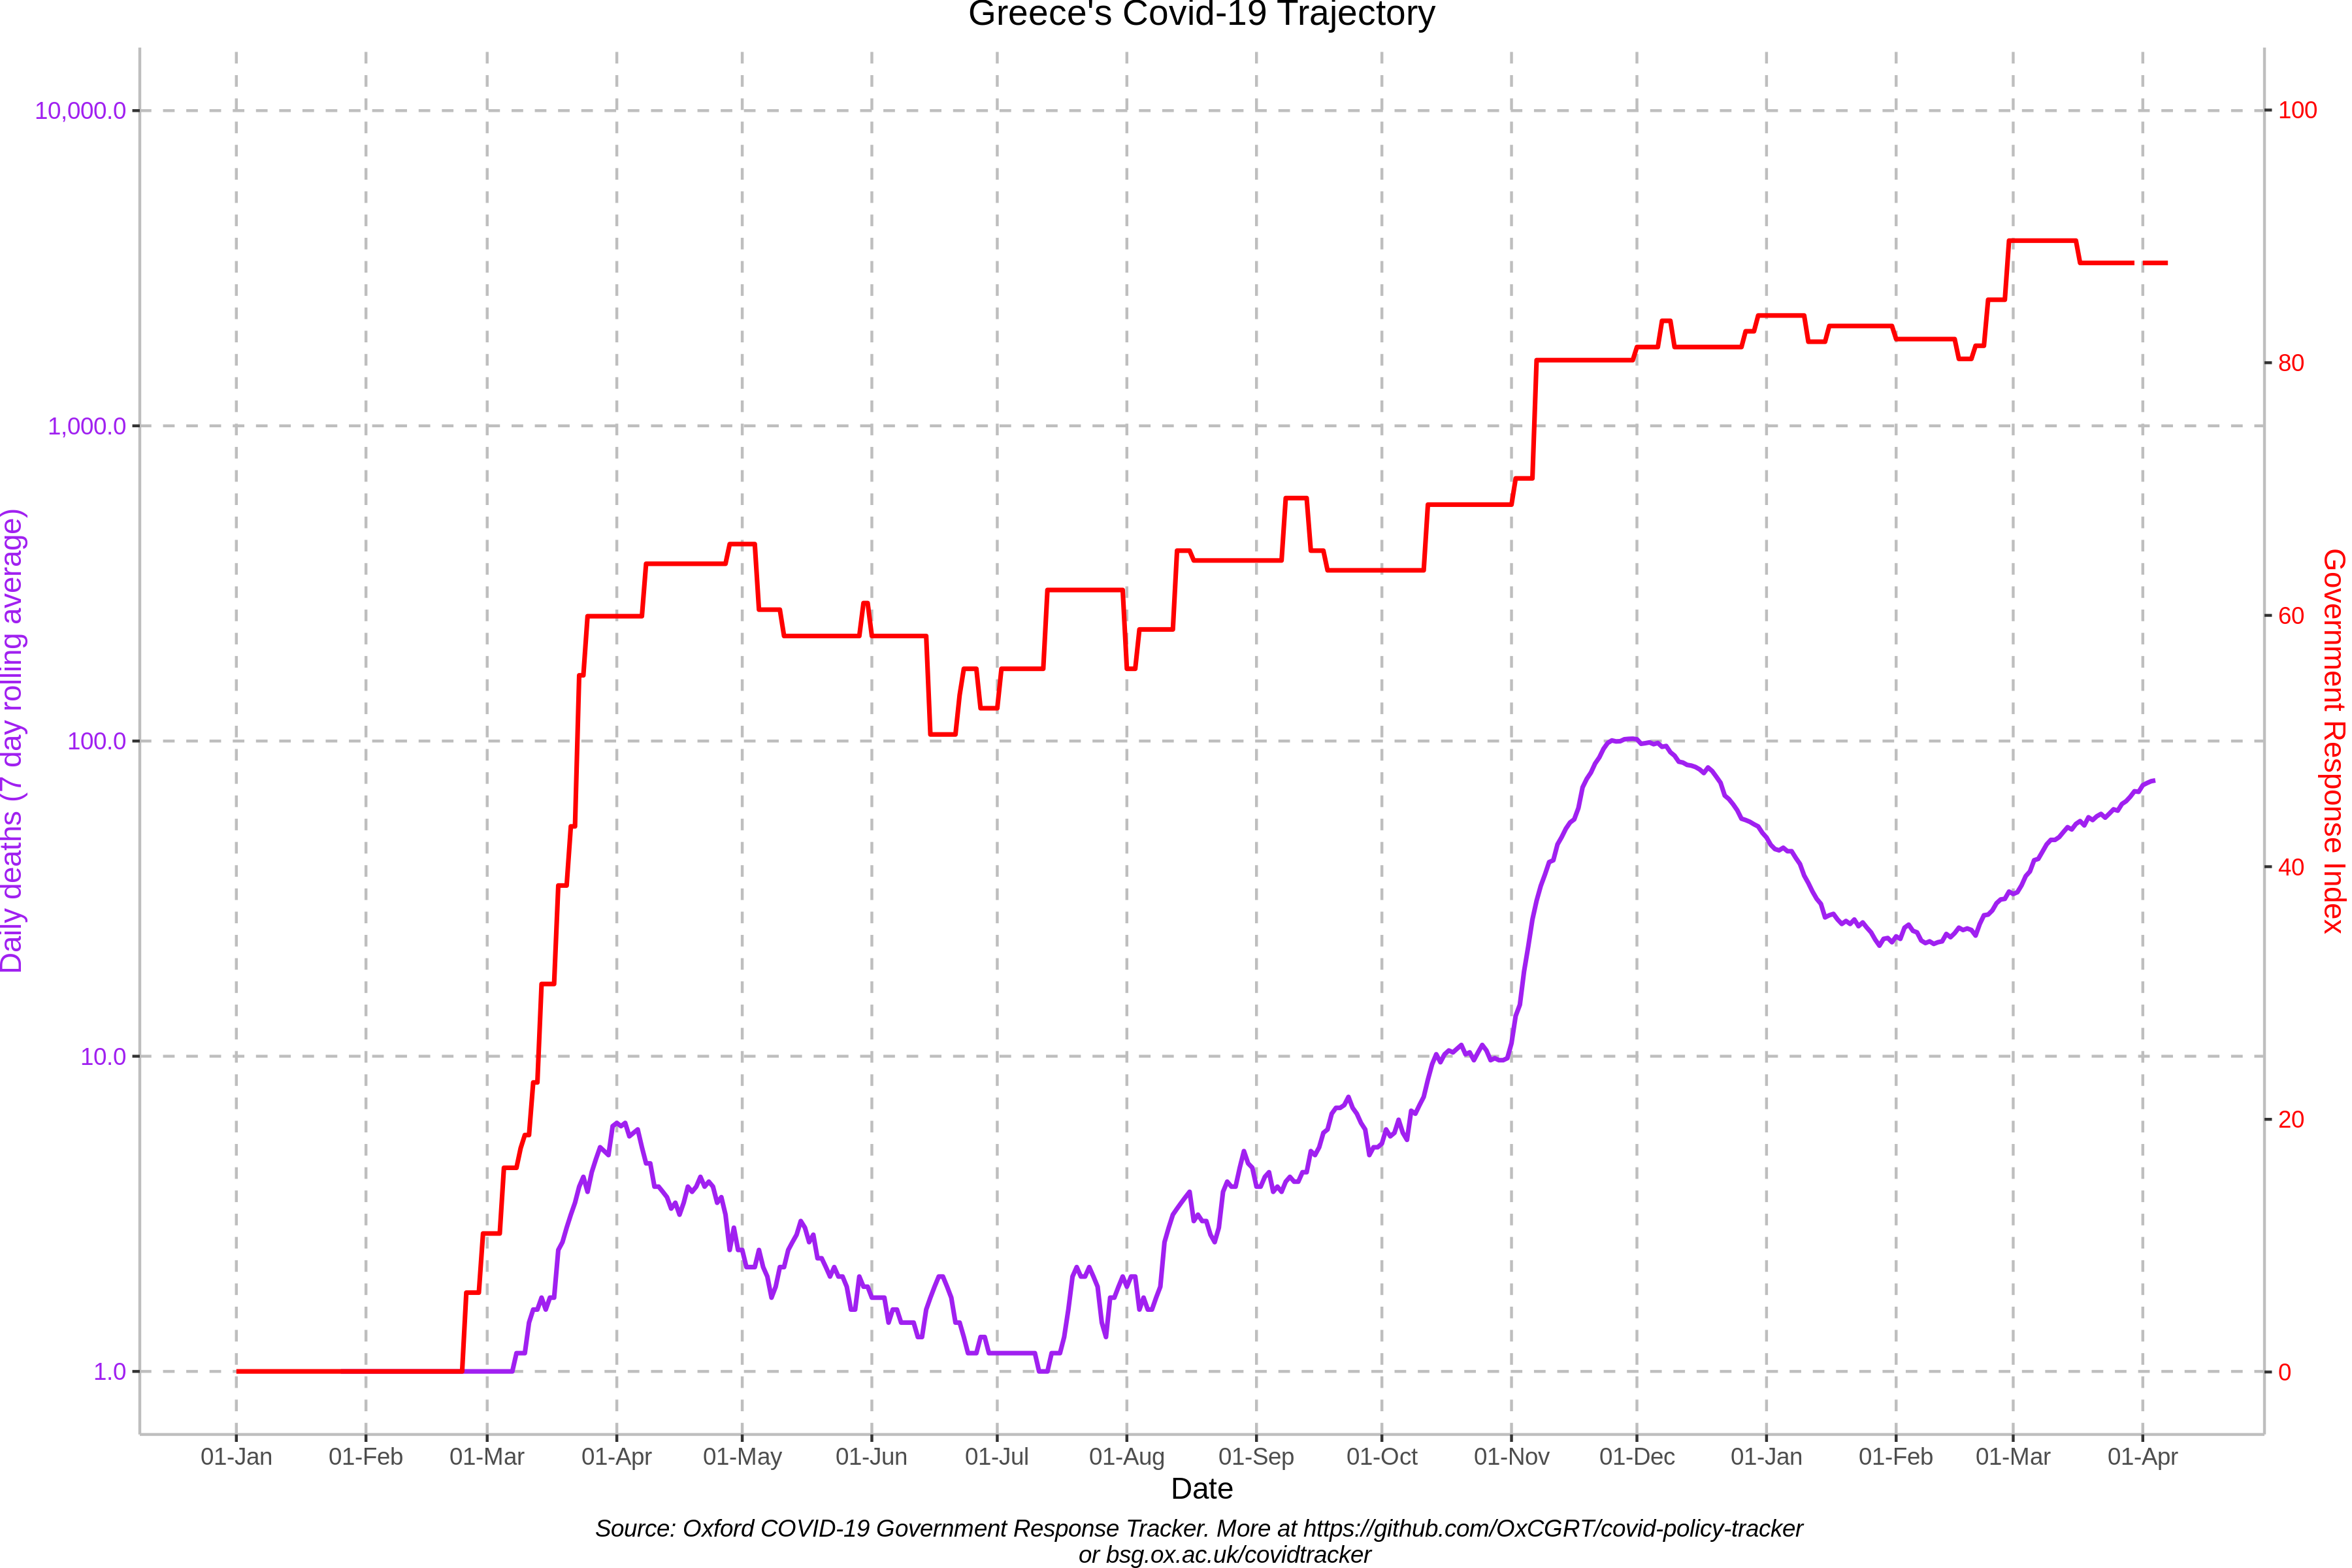 Greece's Covid-19 Trajectory
10,000.0
1,000.0
100.0
10.0
1.0
Daily deaths (7 day rolling average)
100
80
60
40
20
0
Government Response Index
01-Jan 01-Feb 01-Mar 01-Apr 01-May 01-Jun 01-Jul 01-Aug 01-Sep 01-Oct 01-Nov 01-Dec 01-Jan 01-Feb 01-Mar 01-Apr
Date
Source: Oxford COVID-19 Government Response Tracker. More at https://github.com/OxCGRT/covid-policy-tracker
or bsg.ox.ac.uk/covidtracker